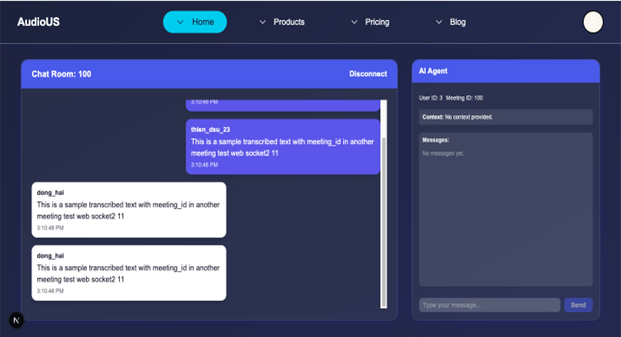 AudioUS
Home
Products
Pricing
Blog
Chat Room: 100
Disconnect
3:10:48 PM
thien_dau_23
This is a sample transcribed text with meeting_id in another
meeting test web socket2 11
3:10:48 PM
dong_hai
This is a sample transcribed text with meeting_id in another
meeting test web socket2 11
3:10:48 PM
dong_hai
This is a sample transcribed text with meeting_id in another
meeting test web socket2 11
3:10:48 PM
AI Agent
User ID: 3 Meeting ID: 100
Context: No context provided.
Messages:
No messages yet.
Type your message...
Send
N